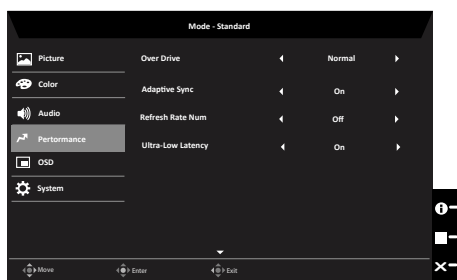 Mode - Standard
Picture
Over Drive Normal
Color
Adaptive Sync On
Audio
Refresh Rate Num Off
Pertormance
Ultra-Low Latency On
OSD
System
Move Enter Exit